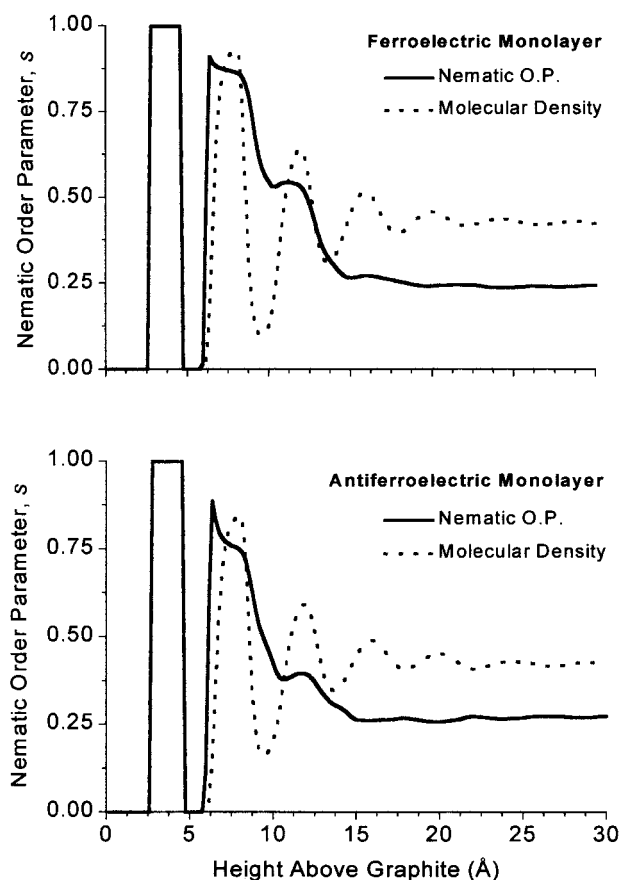 Ferroelectric Monolayer
Nematic O.P.
Molecular Density
Nematic Order Parameter, s
1.00
0.75
0.50
0.25
0.00
Antiferroelectric Monolayer
Nematic O.P.
Molecular Density
Nematic Order Parameter, s
1.00
0.75
0.50
0.25
0.00
0 5 10 15 20 25 30
Height Above Graphite (Å)